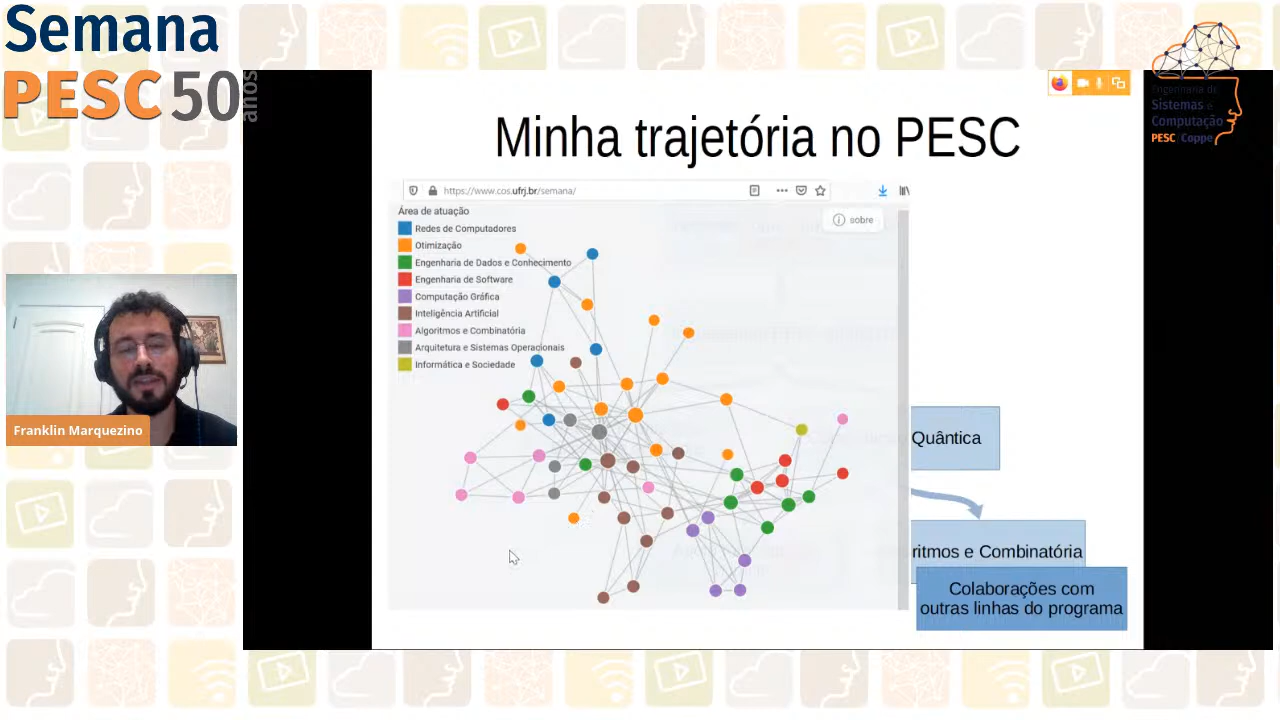 Semana
PESC 50
anos
Engenharia de
Sistemas e
Computação
PESC/Coppe
Minha trajetória no PESC
https://www.cos.ufrj.br/semana/
Área de atuação
sobre
Redes de Computadores
Otimização
Engenharia de Dados e Conhecimento
Engenharia de Software
Computação Gráfica
Inteligência Artificial
Algoritmos e Combinatória
Arquitetura e Sistemas Operacionais
Informática e Sociedade
Franklin Marquezino
Quântica
ritmos e Combinatória
Colaborações com
outras linhas do programa